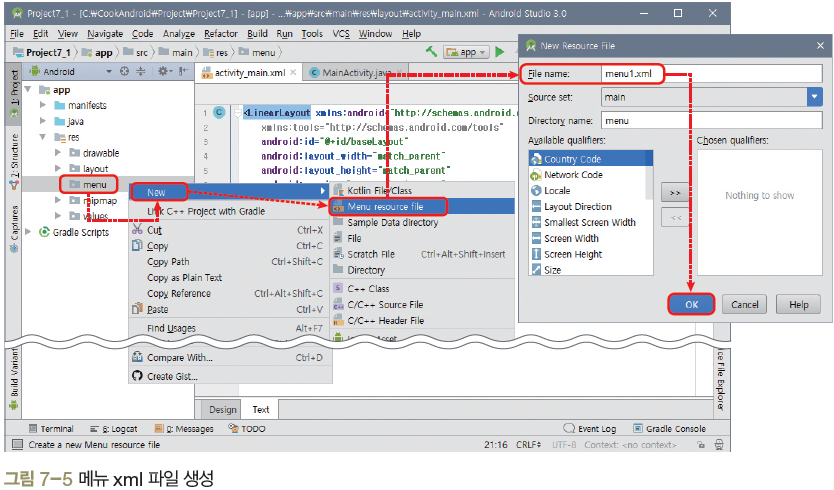 Project7_1 - [C:₩CookAndroid₩Project₩Project7_1] - [app] - ...₩app₩src₩main₩res₩layout₩activity_main.xml - Android Studio 3.0
File Edit View Navigate Code Analyze Refactor Build Run Tools VCS Window Help
Project7_1 app src main res menu app
Android
activity_main.xml MainActivity.java
1: Project
Z: Structure
Captures
Build Variant
app
manifests
java
res
drawable
layout
menu
mipmap
values
Gradle Scripts
1 <LinearLayout xmlns:android="http://schemas.android.c
2 xmlns:tools="http://schemas.android.com/tools"
3 android:id="@+id/baseLayout"
4 android:layout_width="match_parent"
5 android:layout_height="match_parent"
New
Link C++ Project with Gradle
Cut Ctrl+X
Copy Ctrl+C
Copy Path Ctrl+Shift+C
Copy as Plain Text
Copy Reference Ctrl+Alt+Shift+C
Paste Ctrl+V
Find Usages Alt+F7
Compare With... Ctrl+D
Create Gist...
Kotlin File/Class
Menu resource file
Sample Data directory
File
Scratch File Ctrl+Alt+Shift+Insert
Directory
C++ Class
C/C++ Source File
C/C++ Header File
New Resource File
File name: menu1.xml
Source set: main
Directory name: menu
Available qualifiers: Chosen qualifiers:
Country Code
Network Code
Locale
Layout Direction
Smallest Screen Width
Screen Width
Screen Height
Size
>>
<<
Nothing to show
OK Cancel Help
Design Text
ce File Explorer
Terminal 6: Logcat 0: Messages TODO Event Log Gradle Console
Create a new Menu resource file 21:16 CRLF UTF-8 Context: <no context>
그림 7-5 메뉴 xml 파일 생성